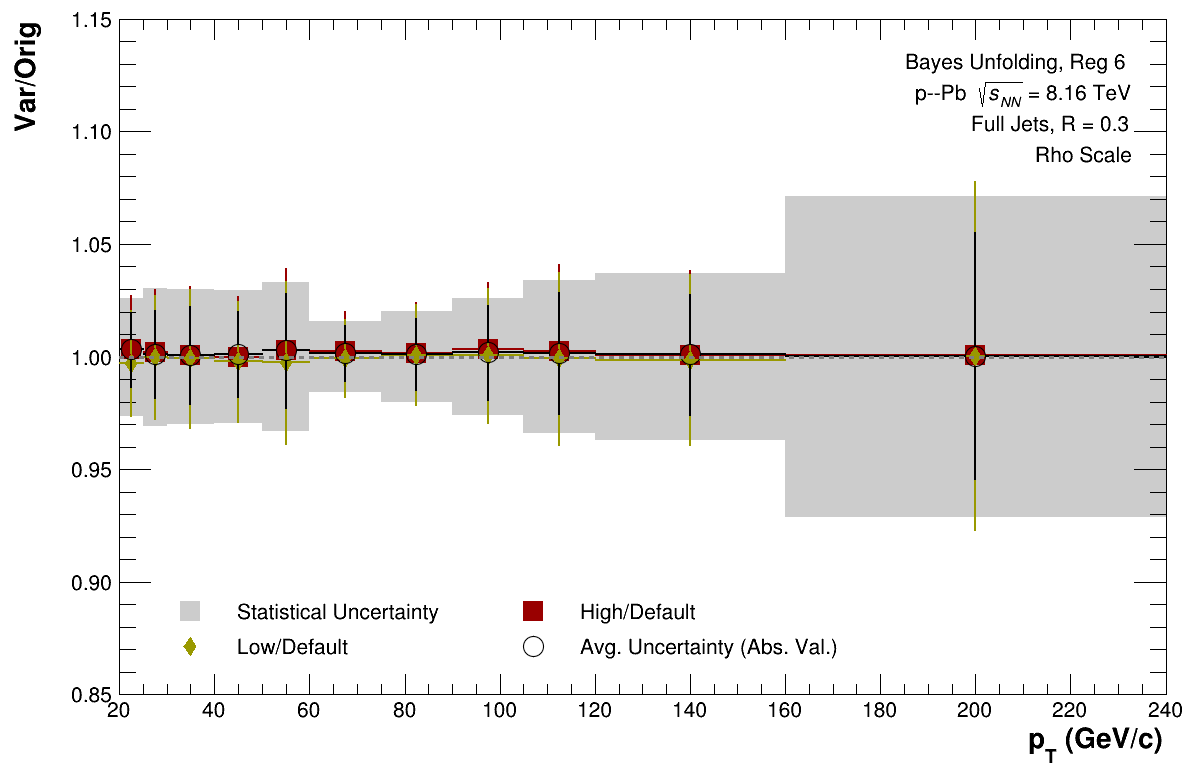 Var/Orig
1.15
1.10
1.05
1.00
0.95
0.90
0.85
Bayes Unfolding, Reg 6
p--Pb √sNN = 8.16 TeV
Full Jets, R = 0.3
Rho Scale
Statistical Uncertainty
High/Default
Low/Default
Avg. Uncertainty (Abs. Val.)
20 40 60 80 100 120 140 160 180 200 220 240
pT (GeV/c)